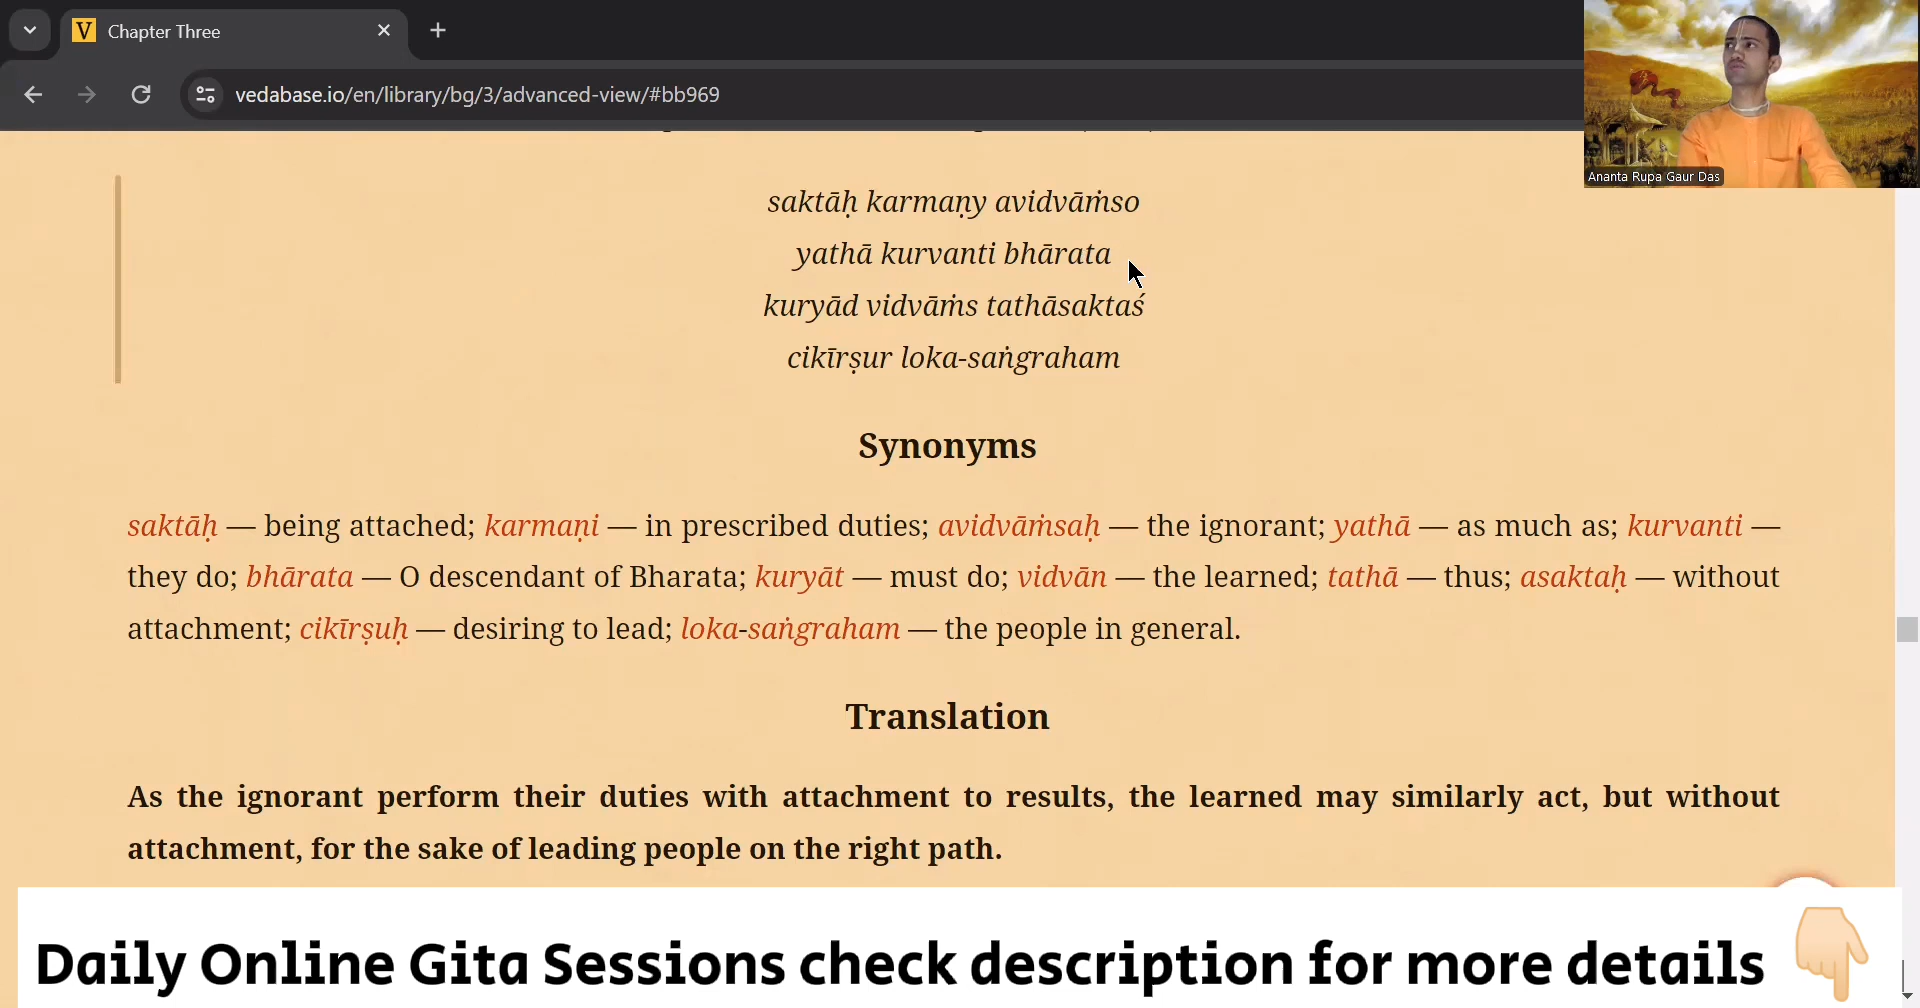 V Chapter Three
vedabase.io/en/library/bg/3/advanced-view/#bb969
Ananta Rupa Gaur Das
saktāḥ karmaṇy avidvāṁso
yathā kurvanti bhārata
kuryād vidvāṁs tathāsaktaś
cikīrṣur loka-saṅgraham
Synonyms
saktāḥ — being attached; karmaṇi — in prescribed duties; avidvāṁsaḥ — the ignorant; yathā — as much as; kurvanti —
they do; bhārata — O descendant of Bharata; kuryāt — must do; vidvān — the learned; tathā — thus; asaktaḥ — without
attachment; cikīrṣuḥ — desiring to lead; loka-saṅgraham — the people in general.
Translation
As the ignorant perform their duties with attachment to results, the learned may similarly act, but without
attachment, for the sake of leading people on the right path.
Daily Online Gita Sessions check description for more details